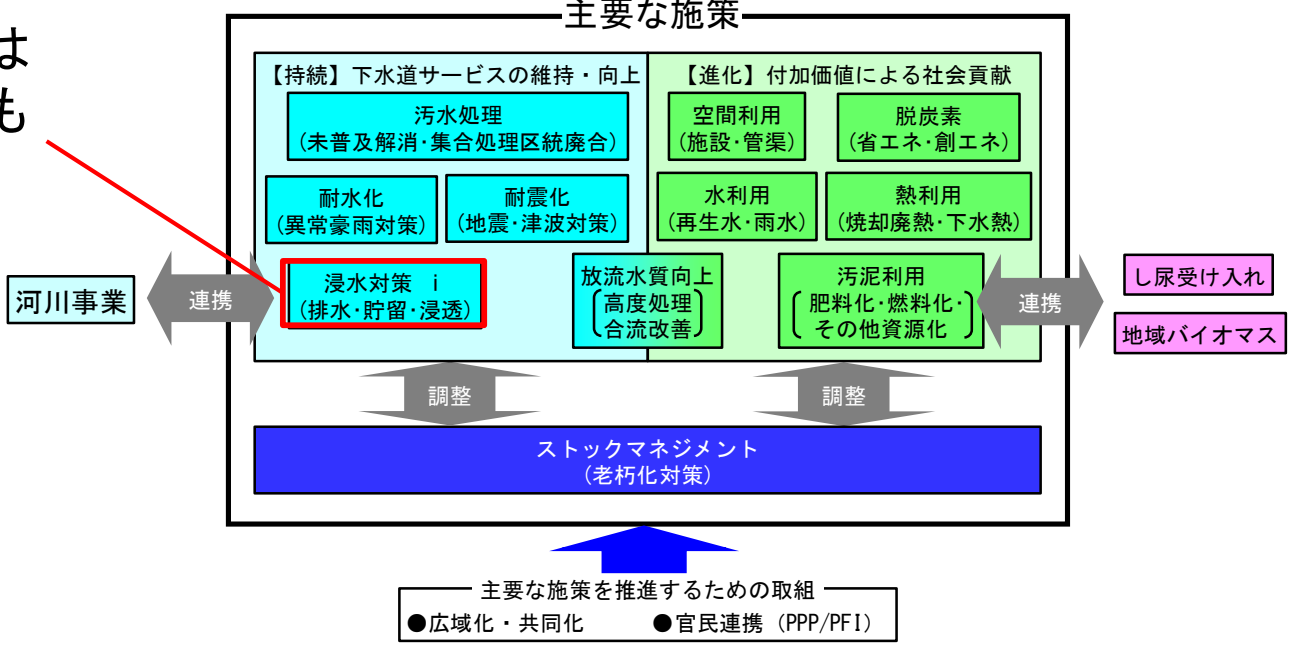 は
も
主要な施策
【持続】下水道サービスの維持・向上
【進化】付加価値による社会貢献
汚水処理
(未普及解消・集合処理区統廃合)
空間利用
(施設・管渠)
脱炭素
(省エネ・創エネ)
耐水化
(異常豪雨対策)
耐震化
(地震・津波対策)
水利用
(再生水・雨水)
熱利用
(焼却廃熱・下水熱)
河川事業
連携
浸水対策 i
(排水・貯留・浸透)
放流水質向上
高度処理
合流改善
汚泥利用
肥料化・燃料化・
その他資源化
連携
し尿受け入れ
地域バイオマス
調整
調整
ストックマネジメント
(老朽化対策)
主要な施策を推進するための取組
●広域化・共同化
●官民連携 (PPP/PFI)